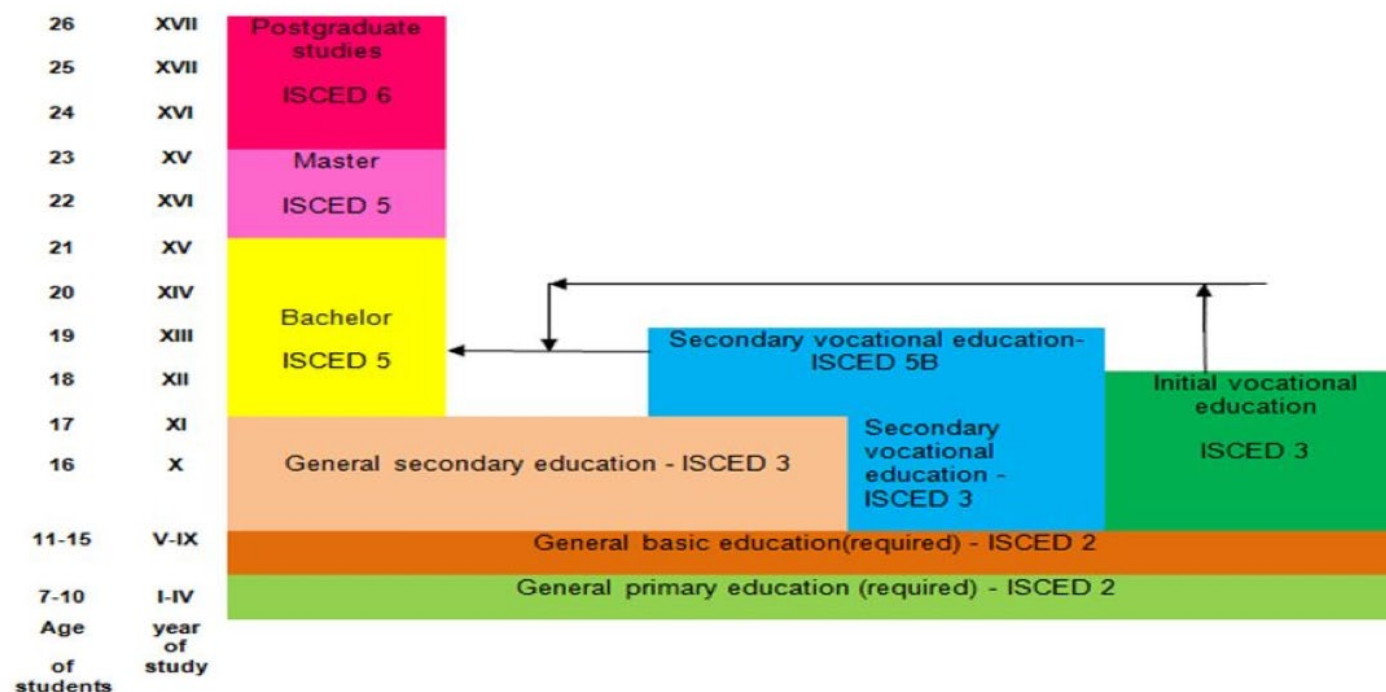 26 XVII
Postgraduate
studies
25 XVII
ISCED 6
24 XVI
23 XV
Master
22 XVI
ISCED 5
21 XV
20 XIV
Bachelor
19 XIII
ISCED 5
Secondary vocational education-
ISCED 5B
18 XII
Initial vocational
education
ISCED 3
17 XI
Secondary
vocational
education -
ISCED 3
16 X
General secondary education - ISCED 3
11-15 V-IX
General basic education(required) - ISCED 2
General primary education (required) - ISCED 2
7-10 I-IV
Age year
of
of study
students